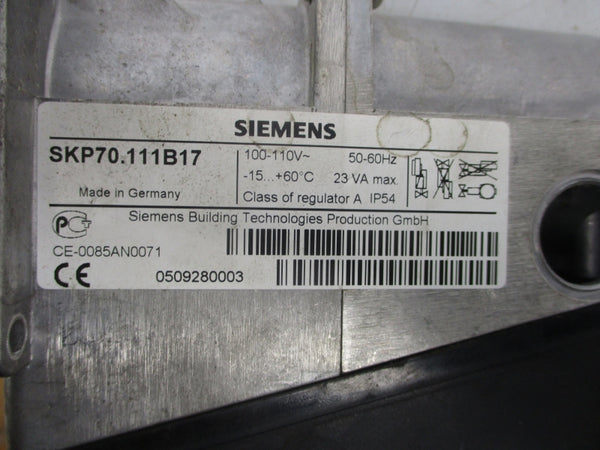 SIEMENS
SKP70.111B17
Made in Germany
100-110V~ 50-60Hz
-15...+60°C 23 VA max.
Class of regulator A IP54
Siemens Building Technologies Production GmbH
CE-0085AN0071
CE 0509280003